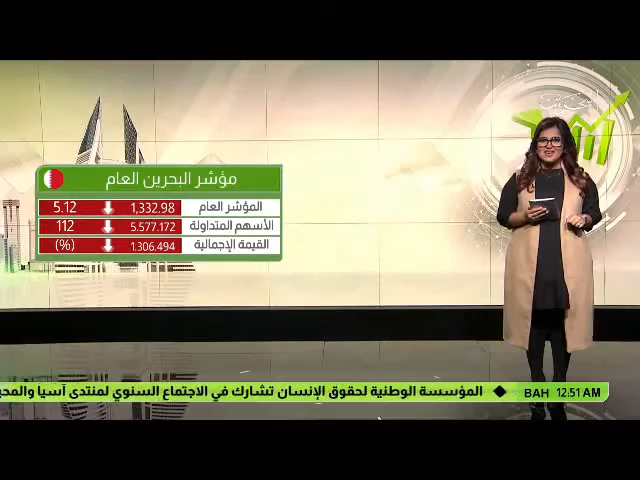 مؤشر البحرين العام
المؤشر العام 1,332.98 5.12
الأسهم المتداولة 5.577.172 112
القيمة الإجمالية 1.306.494 (%)
BAH 12:51 AM
المؤسسة الوطنية لحقوق الإنسان تشارك في الاجتماع السنوي لمنتدى آسيا والمحي